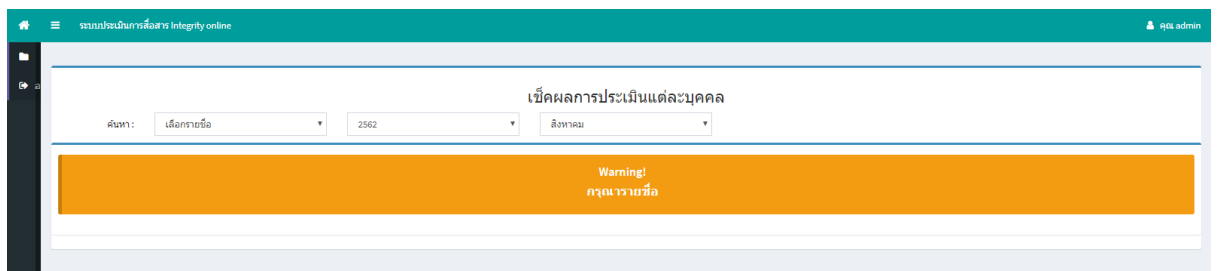 ระบบประเมินการสื่อสาร Integrity online
คุณ admin
อ
เช็คผลการประเมินแต่ละบุคคล
ค้นหา : เลือกรายชื่อ 2562 สิงหาคม
Warning!
กรุณารายชื่อ